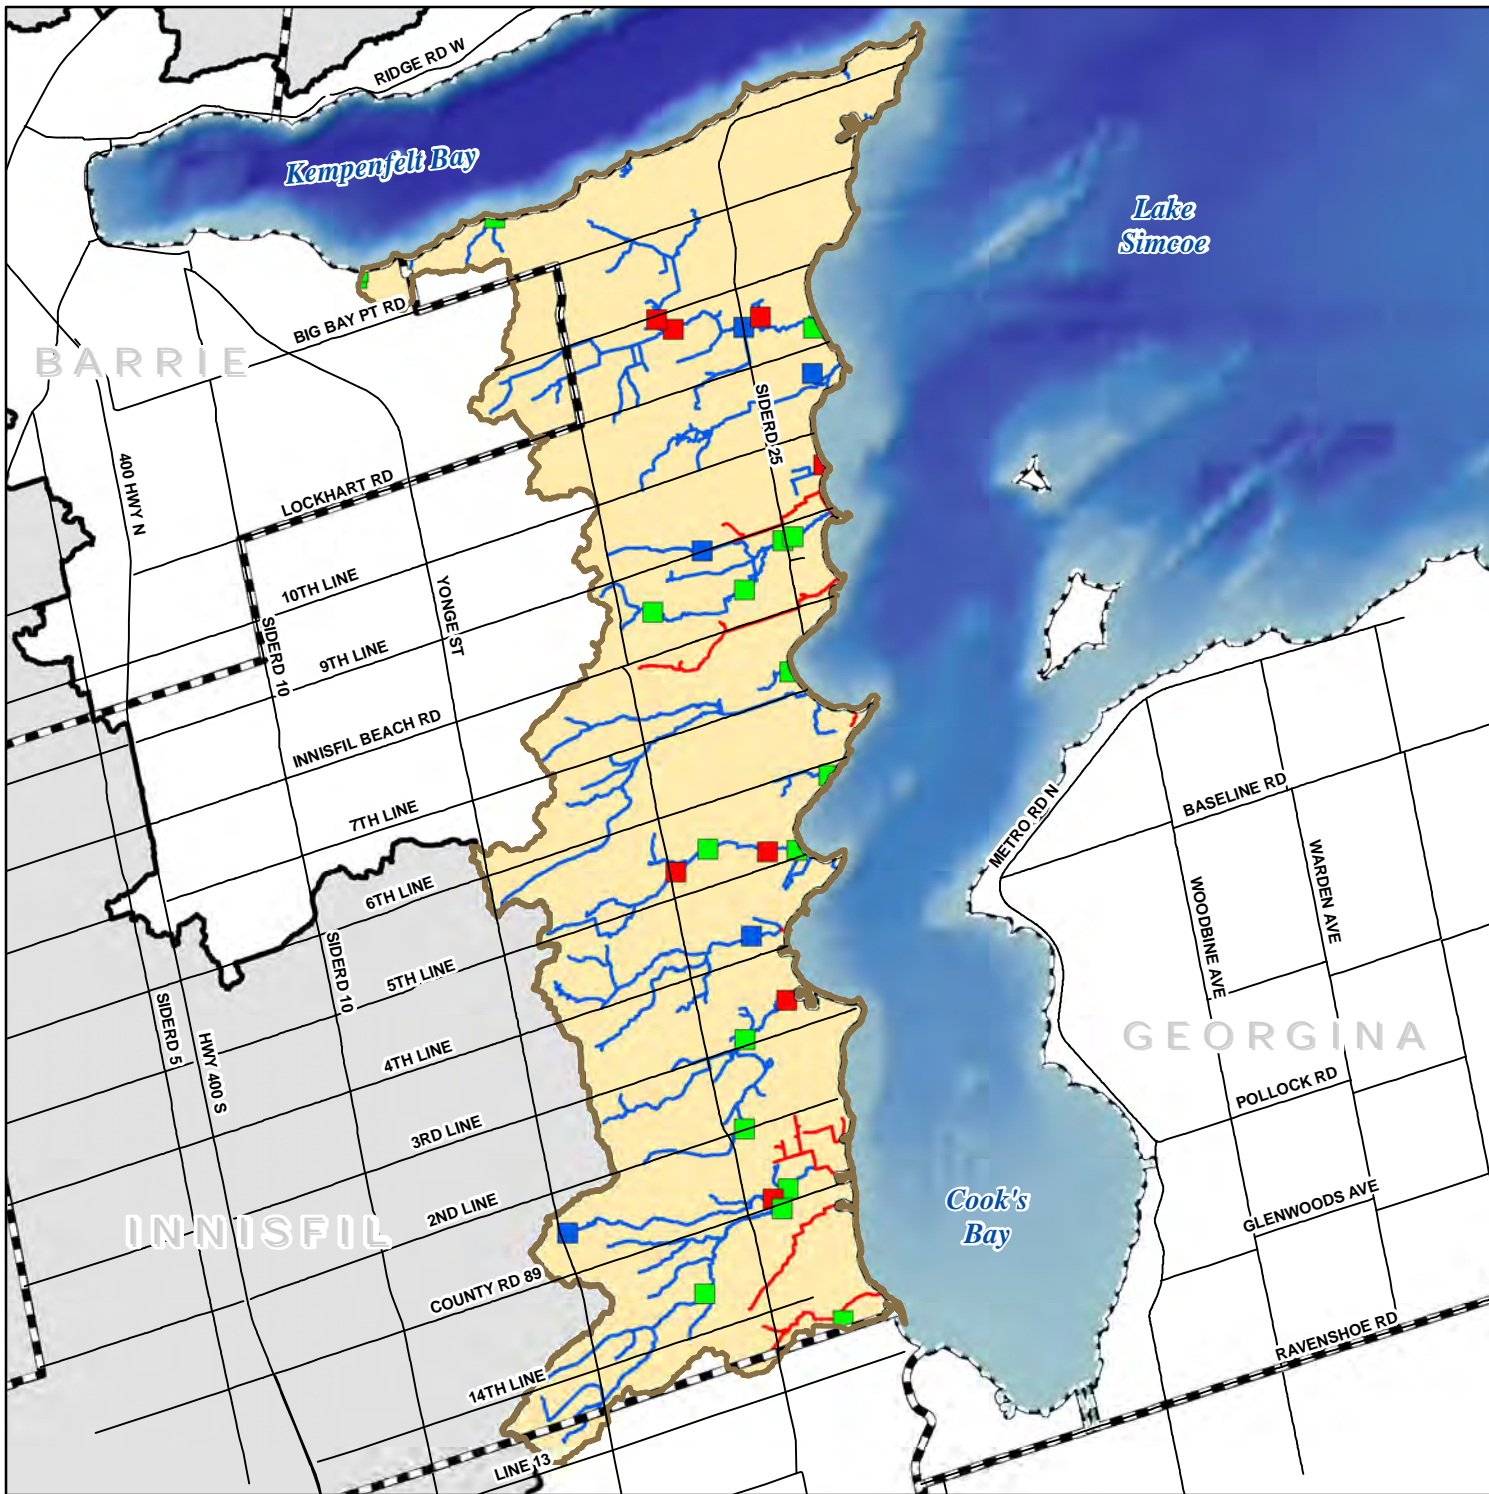 RIDGE RD W
Kempenfelt Bay
Lake
Simcoe
BIG BAY PT RD
BARRIE
SIDERD 25
400 HWY N
LOCKHART RD
10TH LINE
YONGE ST
SIDERD 10
9TH LINE
INNISFIL BEACH RD
7TH LINE
BASELINE RD
METRO RD N
WARDEN AVE
WOODBINE AVE
6TH LINE
SIDERD 10
5TH LINE
SIDERD 5
HWY 400 S
4TH LINE
GEORGINA
POLLOCK RD
3RD LINE
2ND LINE
INNISFIL
Cook's
Bay
GLENWOODS AVE
COUNTY RD 89
RAVENSHOE RD
14TH LINE
LINE 13